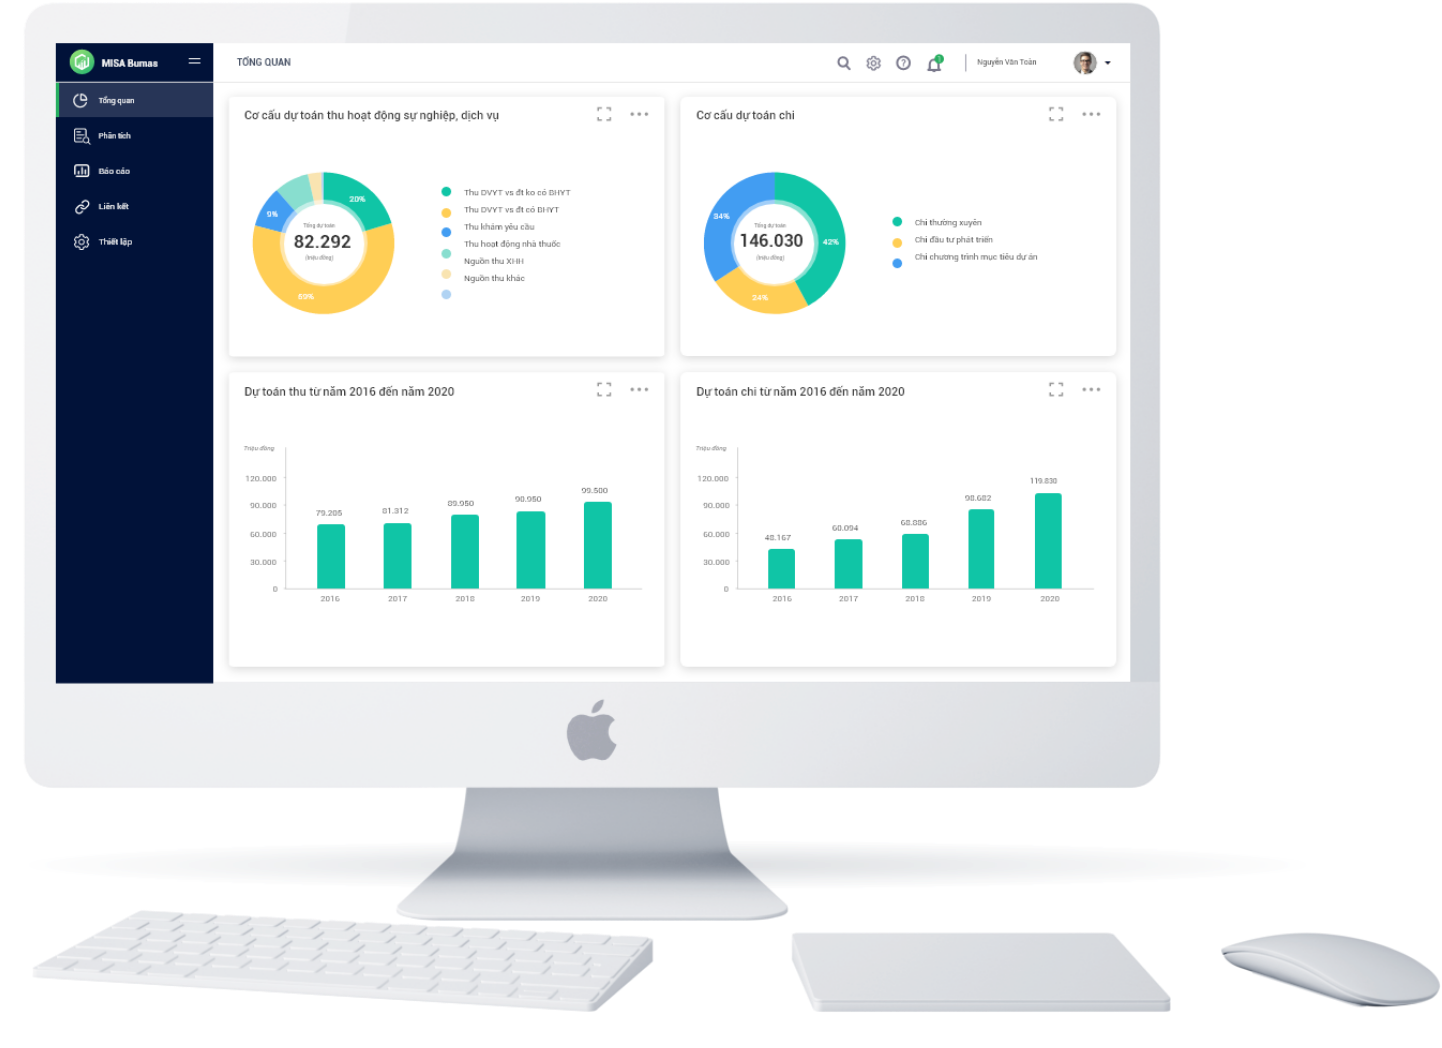 MISA Bumas
TỔNG QUAN
Nguyễn Văn Toàn
Tổng quan
Phân tích
Báo cáo
Liên kết
Thiết lập
Cơ cấu dự toán thu hoạt động sự nghiệp, dịch vụ
20%
9%
59%
Tổng dự toán
82.292
(triệu đồng)
Thu DVYT vs đt ko có BHYT
Thu DVYT vs đt có BHYT
Thu khám yêu cầu
Thu hoạt động nhà thuốc
Nguồn thu XHH
Nguồn thu khác
Cơ cấu dự toán chi
34%
42%
24%
Tổng dự toán
146.030
(triệu đồng)
Chi thường xuyên
Chi đầu tư phát triển
Chi chương trình mục tiêu dự án
Dự toán thu từ năm 2016 đến năm 2020
Triệu đồng
120.000
90.000
60.000
30.000
0
79.205
81.312
89.950
90.950
99.500
2016
2017
2018
2019
2020
Dự toán chi từ năm 2016 đến năm 2020
Triệu đồng
120.000
90.000
60.000
30.000
0
48.167
60.094
68.886
98.682
119.830
2016
2017
2018
2019
2020